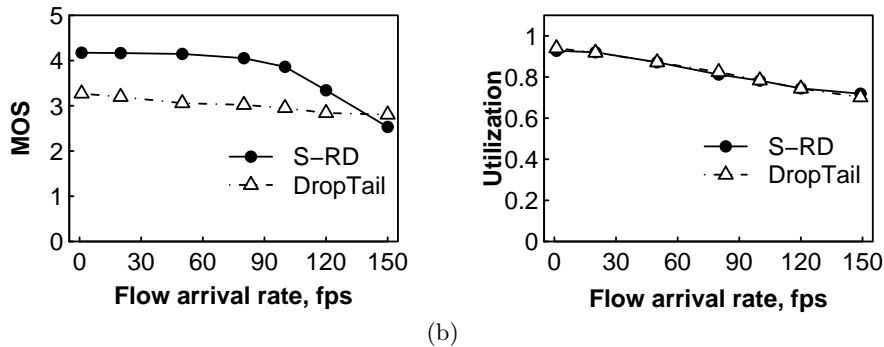 5
4
3
2
1
0
MOS
S−RD
DropTail
0 30 60 90 120 150
Flow arrival rate, fps
1
0.8
0.6
0.4
0.2
0
Utilization
S−RD
DropTail
0 30 60 90 120 150
Flow arrival rate, fps
(b)